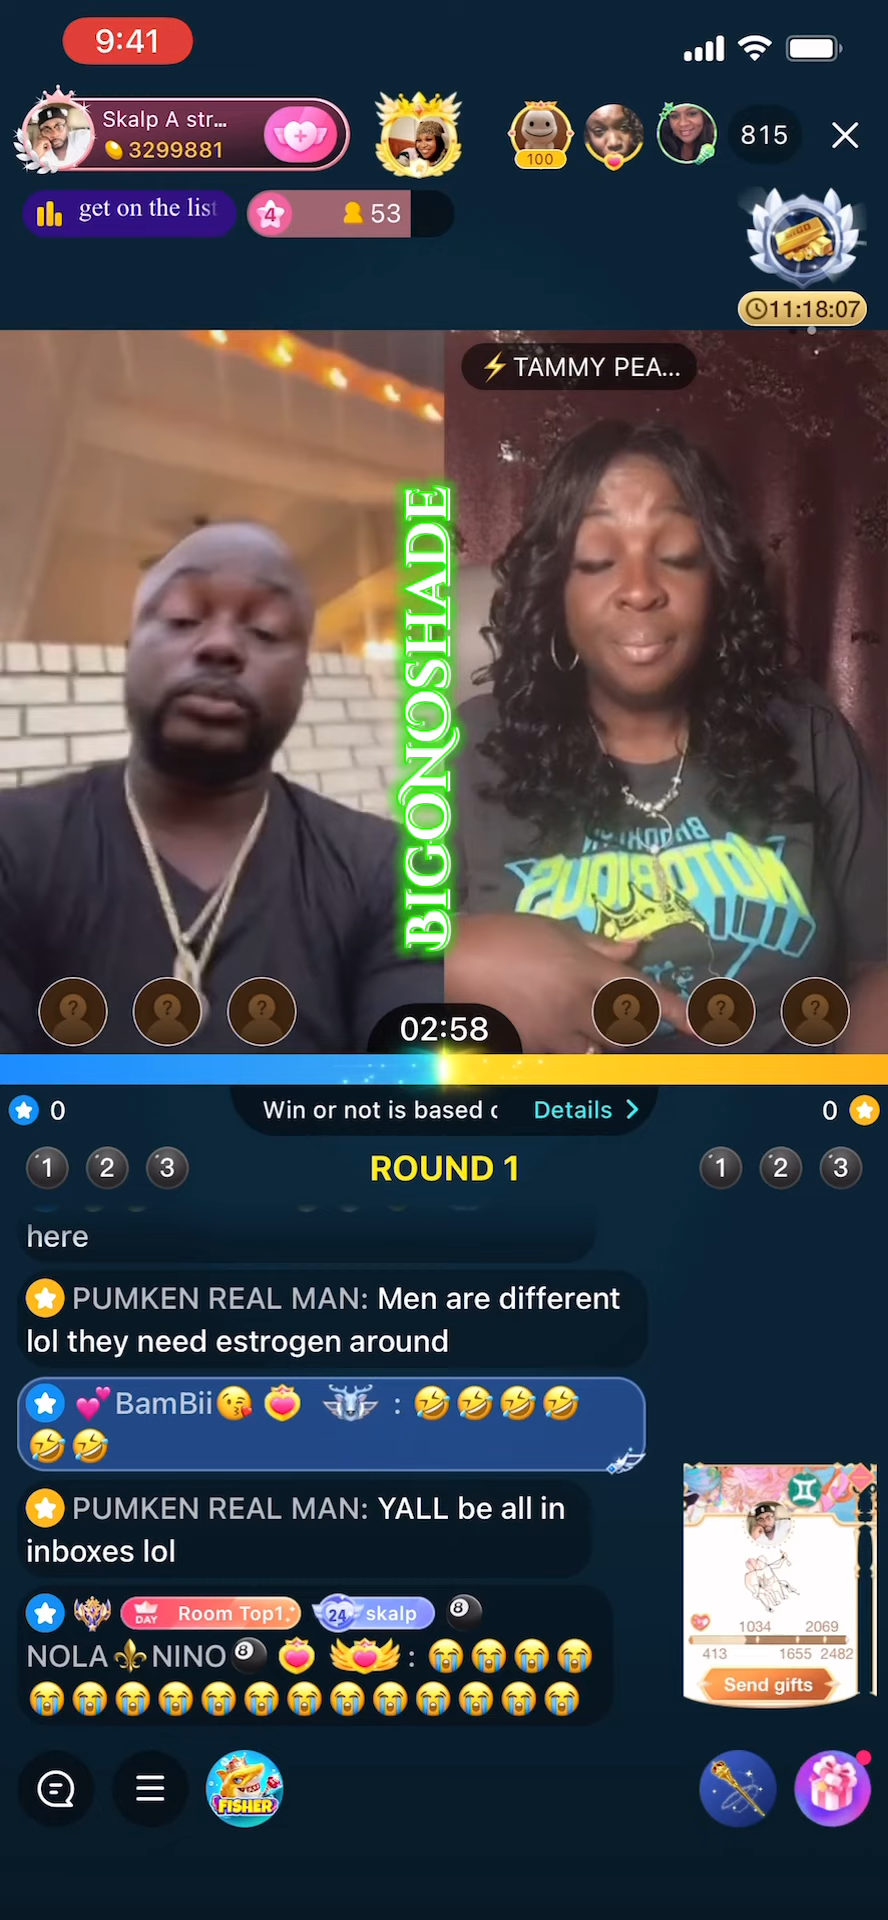 9:41
Skalp A str...
3299881
100
815
get on the list
4
53
11:18:07
TAMMY PEA...
BIGONOSHADE
BROOKLYN
NOTORIOUS
02:58
0
Win or not is based
Details
0
1 2 3
ROUND 1
1 2 3
here
PUMKEN REAL MAN: Men are different
lol they need estrogen around
💕BamBii😘 : 🤣🤣🤣🤣
🤣🤣
PUMKEN REAL MAN: YALL be all in
inboxes lol
DAY Room Top1 24 skalp 8
NOLA⚜️NINO🎱 : 😭😭😭😭
😭😭😭😭😭😭😭😭😭😭😭😭😭
1034 2069
413 1655 2482
Send gifts
FISHER